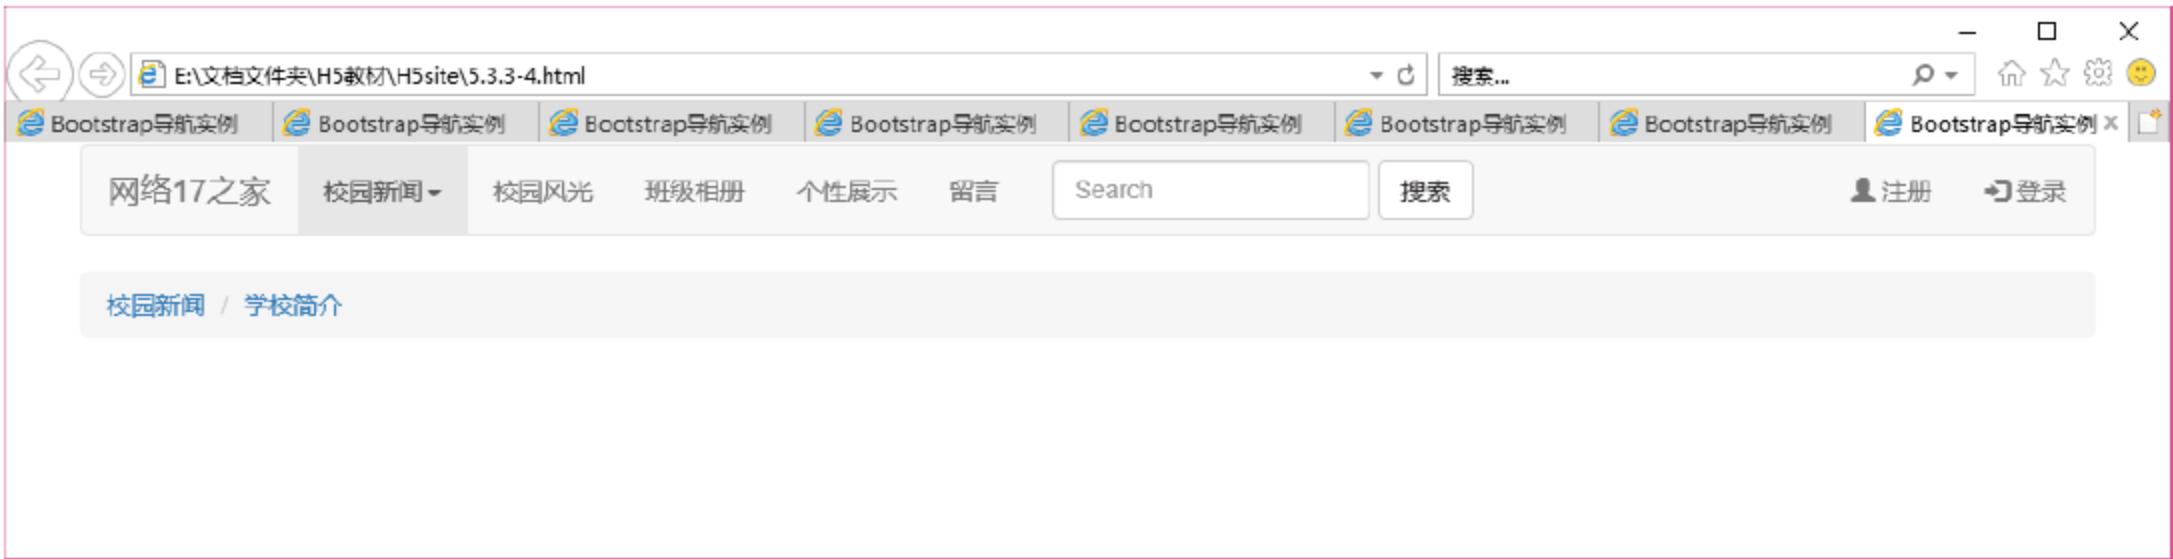 E:\文档文件夹\H5教材\H5site\5.3.3-4.html 搜索...
Bootstrap导航实例 Bootstrap导航实例 Bootstrap导航实例 Bootstrap导航实例 Bootstrap导航实例 Bootstrap导航实例 Bootstrap导航实例 Bootstrap导航实例
网络17之家 校园新闻 校园风光 班级相册 个性展示 留言 Search 搜索 注册 登录
校园新闻 / 学校简介